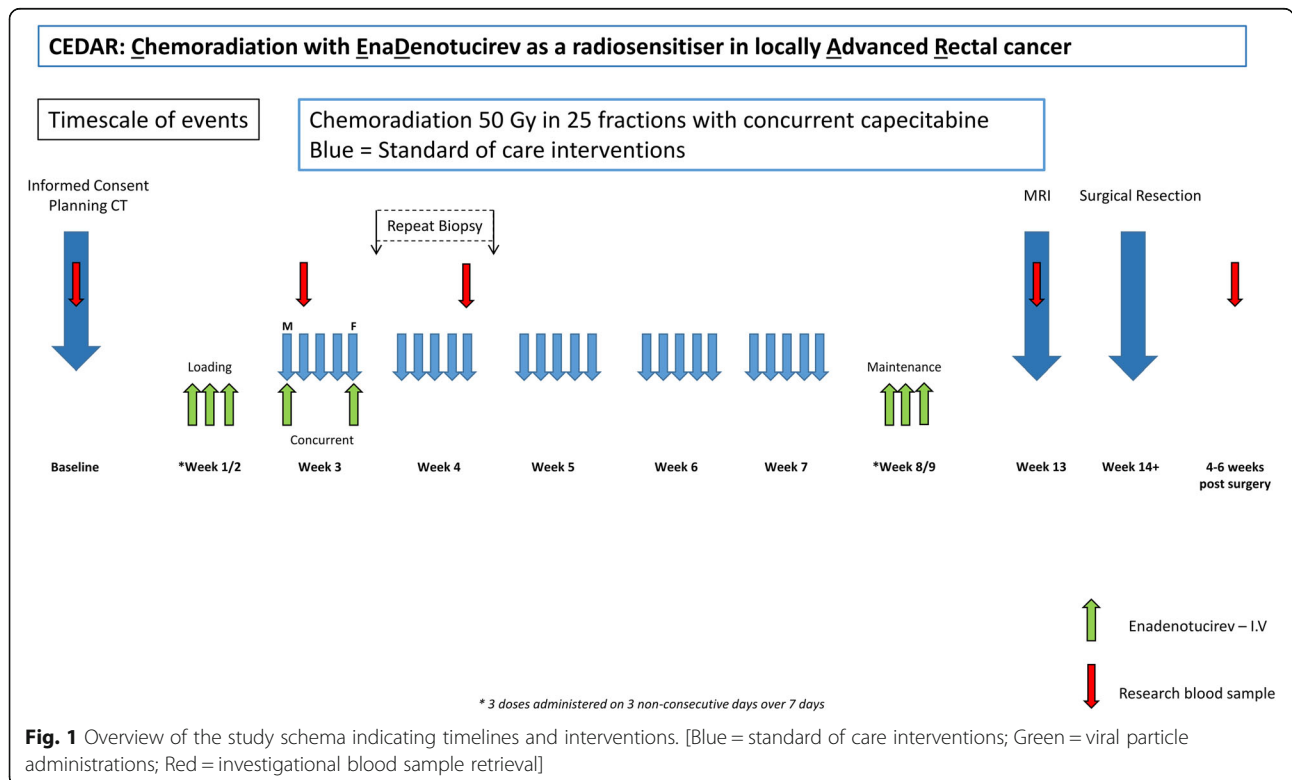 CEDAR: Chemoradiation with EnaDenotucirev as a radiosensitiser in locally Advanced Rectal cancer
Timescale of events
Chemoradiation 50 Gy in 25 fractions with concurrent capecitabine
Blue = Standard of care interventions
Informed Consent
Planning CT
Repeat Biopsy
MRI
Surgical Resection
M
F
Loading
Maintenance
Concurrent
Baseline
*Week 1/2
Week 3
Week 4
Week 5
Week 6
Week 7
*Week 8/9
Week 13
Week 14+
4-6 weeks
post surgery
Enadenotucirev – I.V
Research blood sample
* 3 doses administered on 3 non-consecutive days over 7 days
Fig. 1 Overview of the study schema indicating timelines and interventions. [Blue = standard of care interventions; Green = viral particle
administrations; Red = investigational blood sample retrieval]